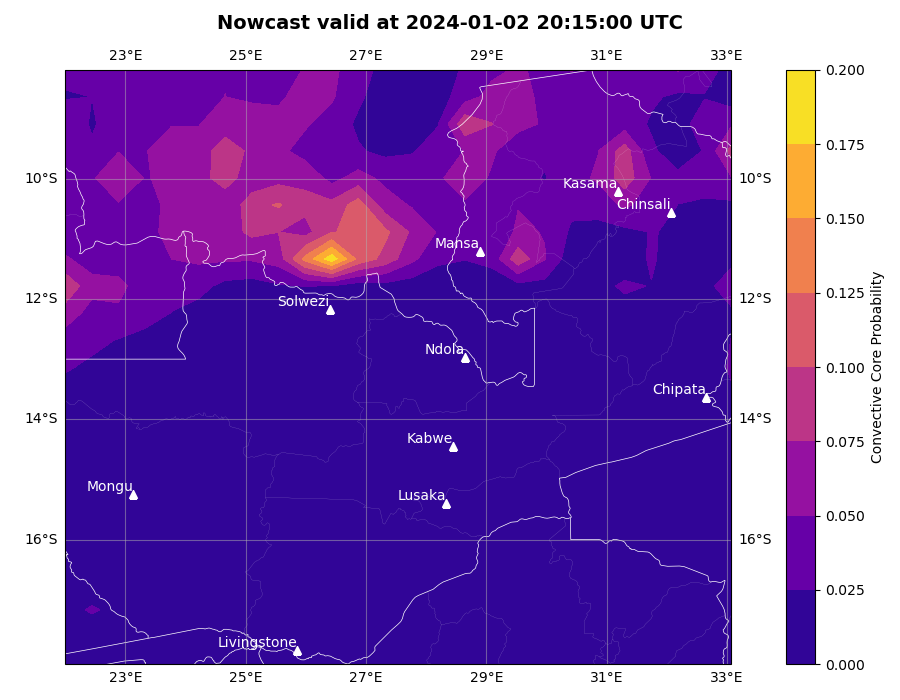 Nowcast valid at 2024-01-02 20:15:00 UTC
23°E 25°E 27°E 29°E 31°E 33°E
10°S 10°S
12°S 12°S
14°S 14°S
16°S 16°S
Kasama
Chinsali
Mansa
Solwezi
Ndola
Chipata
Kabwe
Mongu
Lusaka
Livingstone
23°E 25°E 27°E 29°E 31°E 33°E
0.200
0.175
0.150
0.125
0.100
0.075
0.050
0.025
0.000
Convective Core Probability